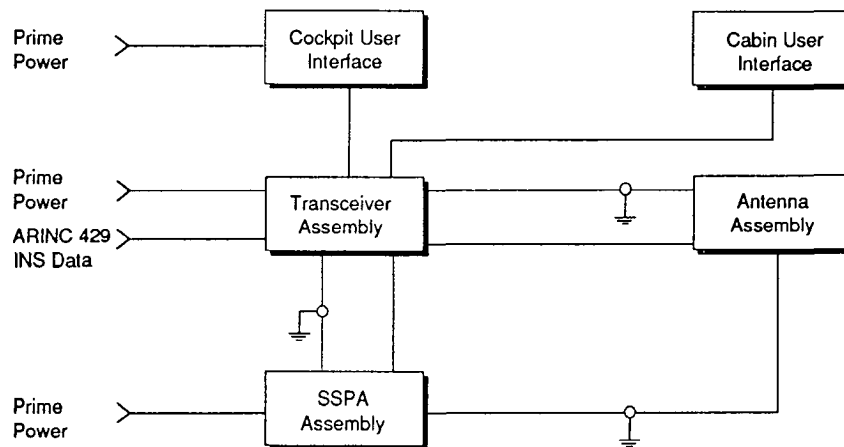 Prime
Power
Cockpit User
Interface
Cabin User
Interface
Prime
Power
ARINC 429
INS Data
Transceiver
Assembly
Antenna
Assembly
Prime
Power
SSPA
Assembly